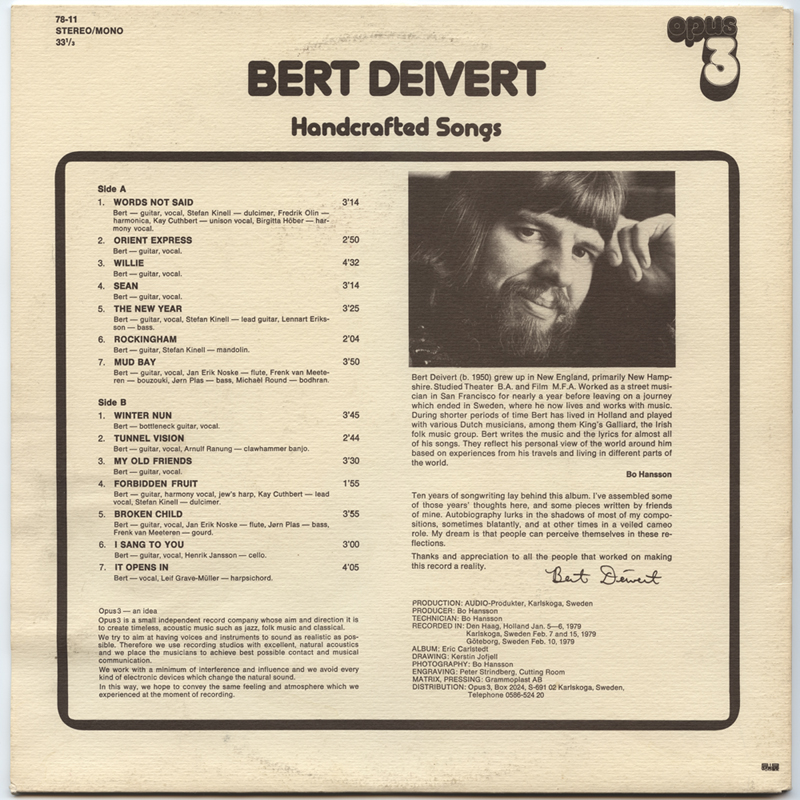 78-11
STEREO/MONO
33⅓
opus
3
BERT DEIVERT
Handcrafted Songs
Side A
1. WORDS NOT SAID 3'14
Bert — guitar, vocal, Stefan Kinell — dulcimer, Fredrik Olin —
harmonica, Kay Cuthbert — unison vocal, Birgitta Höber — har-
mony vocal.
2. ORIENT EXPRESS 2'50
Bert — guitar, vocal.
3. WILLIE 4'32
Bert — guitar, vocal.
4. SEAN 3'14
Bert — guitar, vocal.
5. THE NEW YEAR 3'25
Bert — guitar, vocal, Stefan Kinell — lead guitar, Lennart Eriks-
son — bass.
6. ROCKINGHAM 2'04
Bert — guitar, Stefan Kinell — mandolin.
7. MUD BAY 3'50
Bert — guitar, vocal, Jan Erik Noske — flute, Frenk van Meete-
ren — bouzouki, Jørn Plas — bass, Michaèl Round — bodhran.
Side B
1. WINTER NUN 3'45
Bert — bottleneck guitar, vocal.
2. TUNNEL VISION 2'44
Bert — guitar, vocal, Arnulf Ranung — clawhammer banjo.
3. MY OLD FRIENDS 3'30
Bert — guitar, vocal.
4. FORBIDDEN FRUIT 1'55
Bert — guitar, harmony vocal, jew's harp, Kay Cuthbert — lead
vocal, Stefan Kinell — dulcimer.
5. BROKEN CHILD 3'55
Bert — guitar, vocal, Jan Erik Noske — flute, Jørn Plas — bass,
Frenk van Meeteren — gourd.
6. I SANG TO YOU 3'00
Bert — guitar, vocal, Henrik Jansson — cello.
7. IT OPENS IN 4'05
Bert — vocal, Leif Grave-Müller — harpsichord.
Opus3 — an idea
Opus 3 is a small independent record company whose aim and direction it is
to create timeless, acoustic music such as jazz, folk music and classical.
We try to aim at having voices and instruments to sound as realistic as pos-
sible. Therefore we use recording studios with excellent, natural acoustics
and we place the musicians to achieve best possible contact and musical
communication.
We work with a minimum of interference and influence and we avoid every
kind of electronic devices which change the natural sound.
In this way, we hope to convey the same feeling and atmosphere which we
experienced at the moment of recording.
Bert Deivert (b. 1950) grew up in New England, primarily New Hamp-
shire. Studied Theater B.A. and Film M.F.A. Worked as a street musi-
cian in San Francisco for nearly a year before leaving on a journey
which ended in Sweden, where he now lives and works with music.
During shorter periods of time Bert has lived in Holland and played
with various Dutch musicians, among them King's Galliard, the Irish
folk music group. Bert writes the music and the lyrics for almost all
of his songs. They reflect his personal view of the world around him
based on experiences from his travels and living in different parts of
the world.
Bo Hansson
Ten years of songwriting lay behind this album. I've assembled some
of those years' thoughts here, and some pieces written by friends
of mine. Autobiography lurks in the shadows of most of my compo-
sitions, sometimes blatantly, and at other times in a veiled cameo
role. My dream is that people can perceive themselves in these re-
flections.
Thanks and appreciation to all the people that worked on making
this record a reality.
Bert Deivert
PRODUCTION: AUDIO-Produkter, Karlskoga, Sweden
PRODUCER: Bo Hansson
TECHNICIAN: Bo Hansson
RECORDED IN: Den Haag, Holland Jan. 5—6, 1979
Karlskoga, Sweden Feb. 7 and 15, 1979
Göteborg, Sweden Feb. 10, 1979
ALBUM: Eric Carlstedt
DRAWING: Kerstin Jofjell
PHOTOGRAPHY: Bo Hansson
ENGRAVING: Peter Strindberg, Cutting Room
MATRIX, PRESSING: Grammoplast AB
DISTRIBUTION: Opus3, Box 2024, S-691 02 Karlskoga, Sweden,
Telephone 0586-524 20